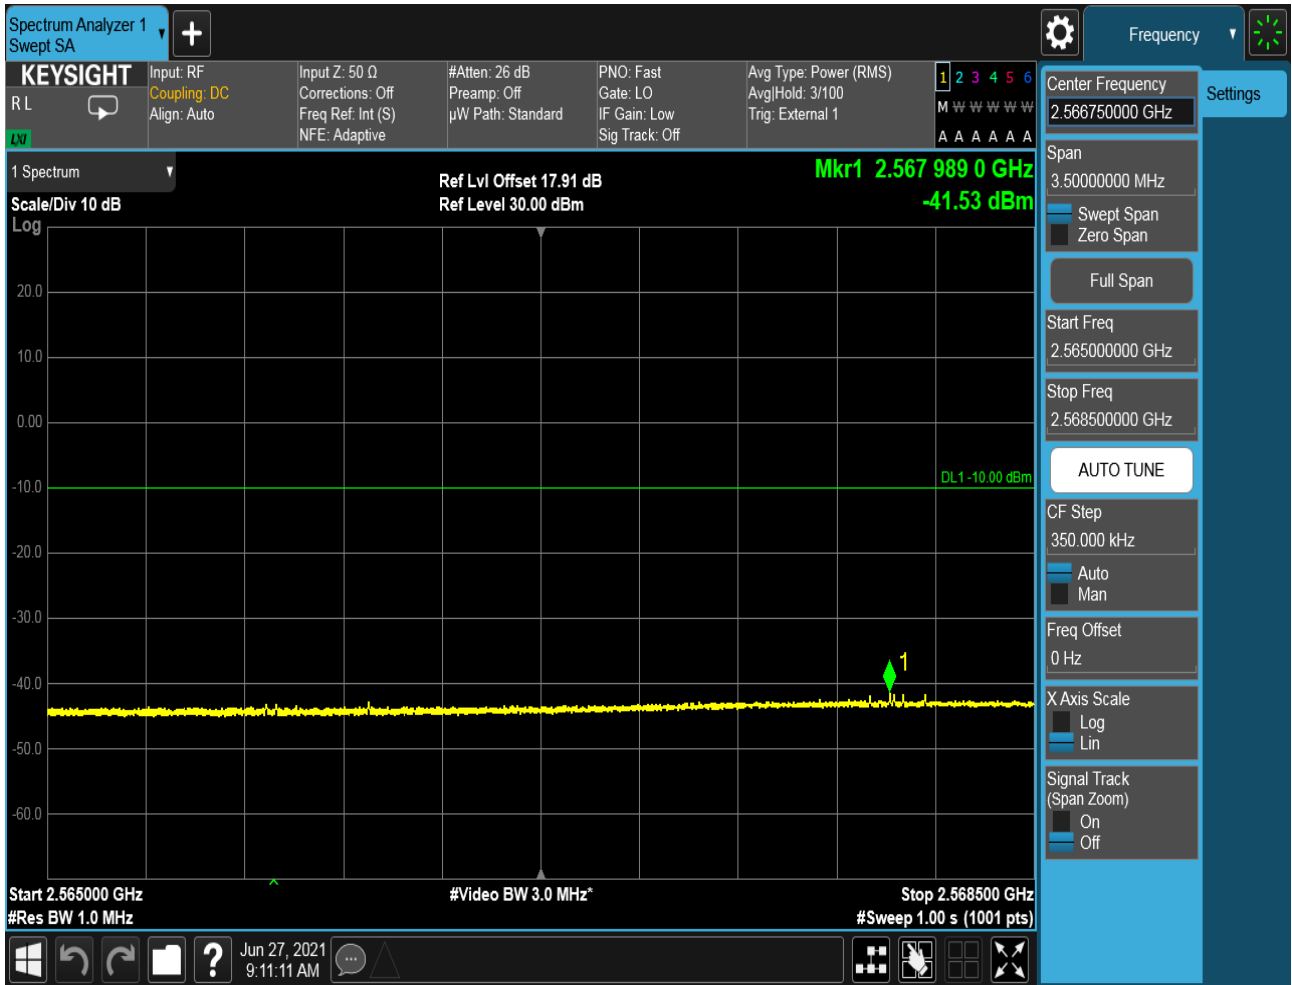 Spectrum Analyzer 1
Swept SA
Frequency
KEYSIGHT
R L
LXI
Input: RF
Coupling: DC
Align: Auto
Input Z: 50 Ω
Corrections: Off
Freq Ref: Int (S)
NFE: Adaptive
#Atten: 26 dB
Preamp: Off
µW Path: Standard
PNO: Fast
Gate: LO
IF Gain: Low
Sig Track: Off
Avg Type: Power (RMS)
Avg|Hold: 3/100
Trig: External 1
1 2 3 4 5 6
M W W W W W
A A A A A A
1 Spectrum
Scale/Div 10 dB
Log
Ref Lvl Offset 17.91 dB
Ref Level 30.00 dBm
Mkr1 2.567 989 0 GHz
-41.53 dBm
20.0
10.0
0.00
-10.0
-20.0
-30.0
-40.0
-50.0
-60.0
DL1 -10.00 dBm
1
Start 2.565000 GHz
#Res BW 1.0 MHz
#Video BW 3.0 MHz*
Stop 2.568500 GHz
#Sweep 1.00 s (1001 pts)
Center Frequency
2.566750000 GHz
Settings
Span
3.50000000 MHz
Swept Span
Zero Span
Full Span
Start Freq
2.565000000 GHz
Stop Freq
2.568500000 GHz
AUTO TUNE
CF Step
350.000 kHz
Auto
Man
Freq Offset
0 Hz
X Axis Scale
Log
Lin
Signal Track
(Span Zoom)
On
Off
?
Jun 27, 2021
9:11:11 AM